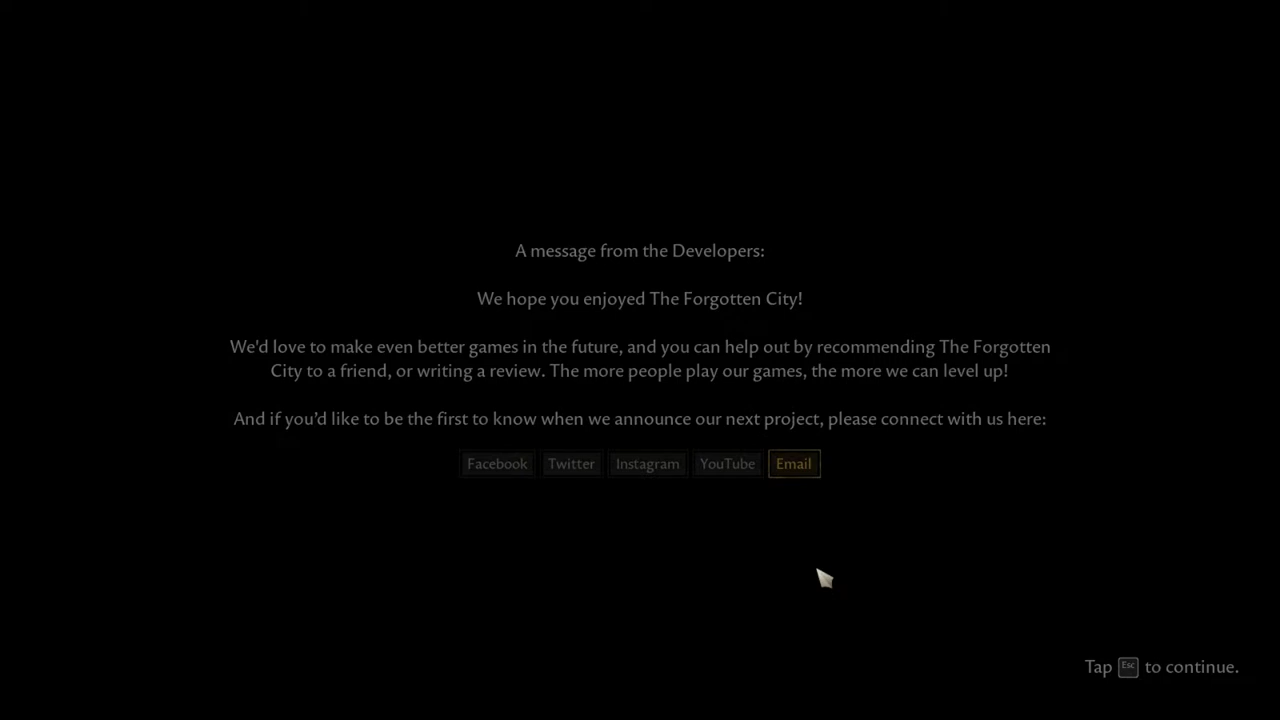 A message from the Developers:
We hope you enjoyed The Forgotten City!
We'd love to make even better games in the future, and you can help out by recommending The Forgotten
City to a friend, or writing a review. The more people play our games, the more we can level up!
And if you’d like to be the first to know when we announce our next project, please connect with us here:
Facebook Twitter Instagram YouTube Email
Tap Esc to continue.